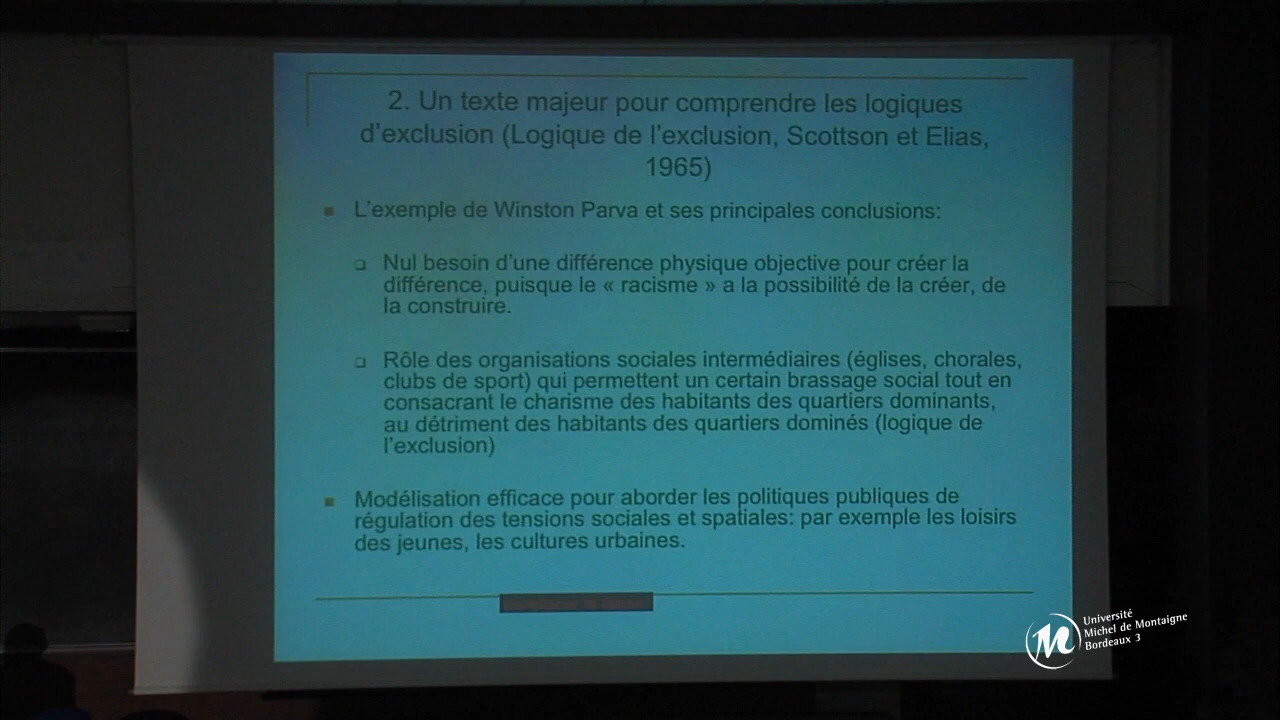 2. Un texte majeur pour comprendre les logiques
d'exclusion (Logique de l'exclusion, Scottson et Elias,
1965)
L'exemple de Winston Parva et ses principales conclusions:
Nul besoin d'une différence physique objective pour créer la
différence, puisque le « racisme » a la possibilité de la créer, de
la construire.
Rôle des organisations sociales intermédiaires (églises, chorales,
clubs de sport) qui permettent un certain brassage social tout en
consacrant le charisme des habitants des quartiers dominants,
au détriment des habitants des quartiers dominés (logique de
l'exclusion)
Modélisation efficace pour aborder les politiques publiques de
régulation des tensions sociales et spatiales: par exemple les loisirs
des jeunes, les cultures urbaines.
Université
Michel de Montaigne
Bordeaux 3